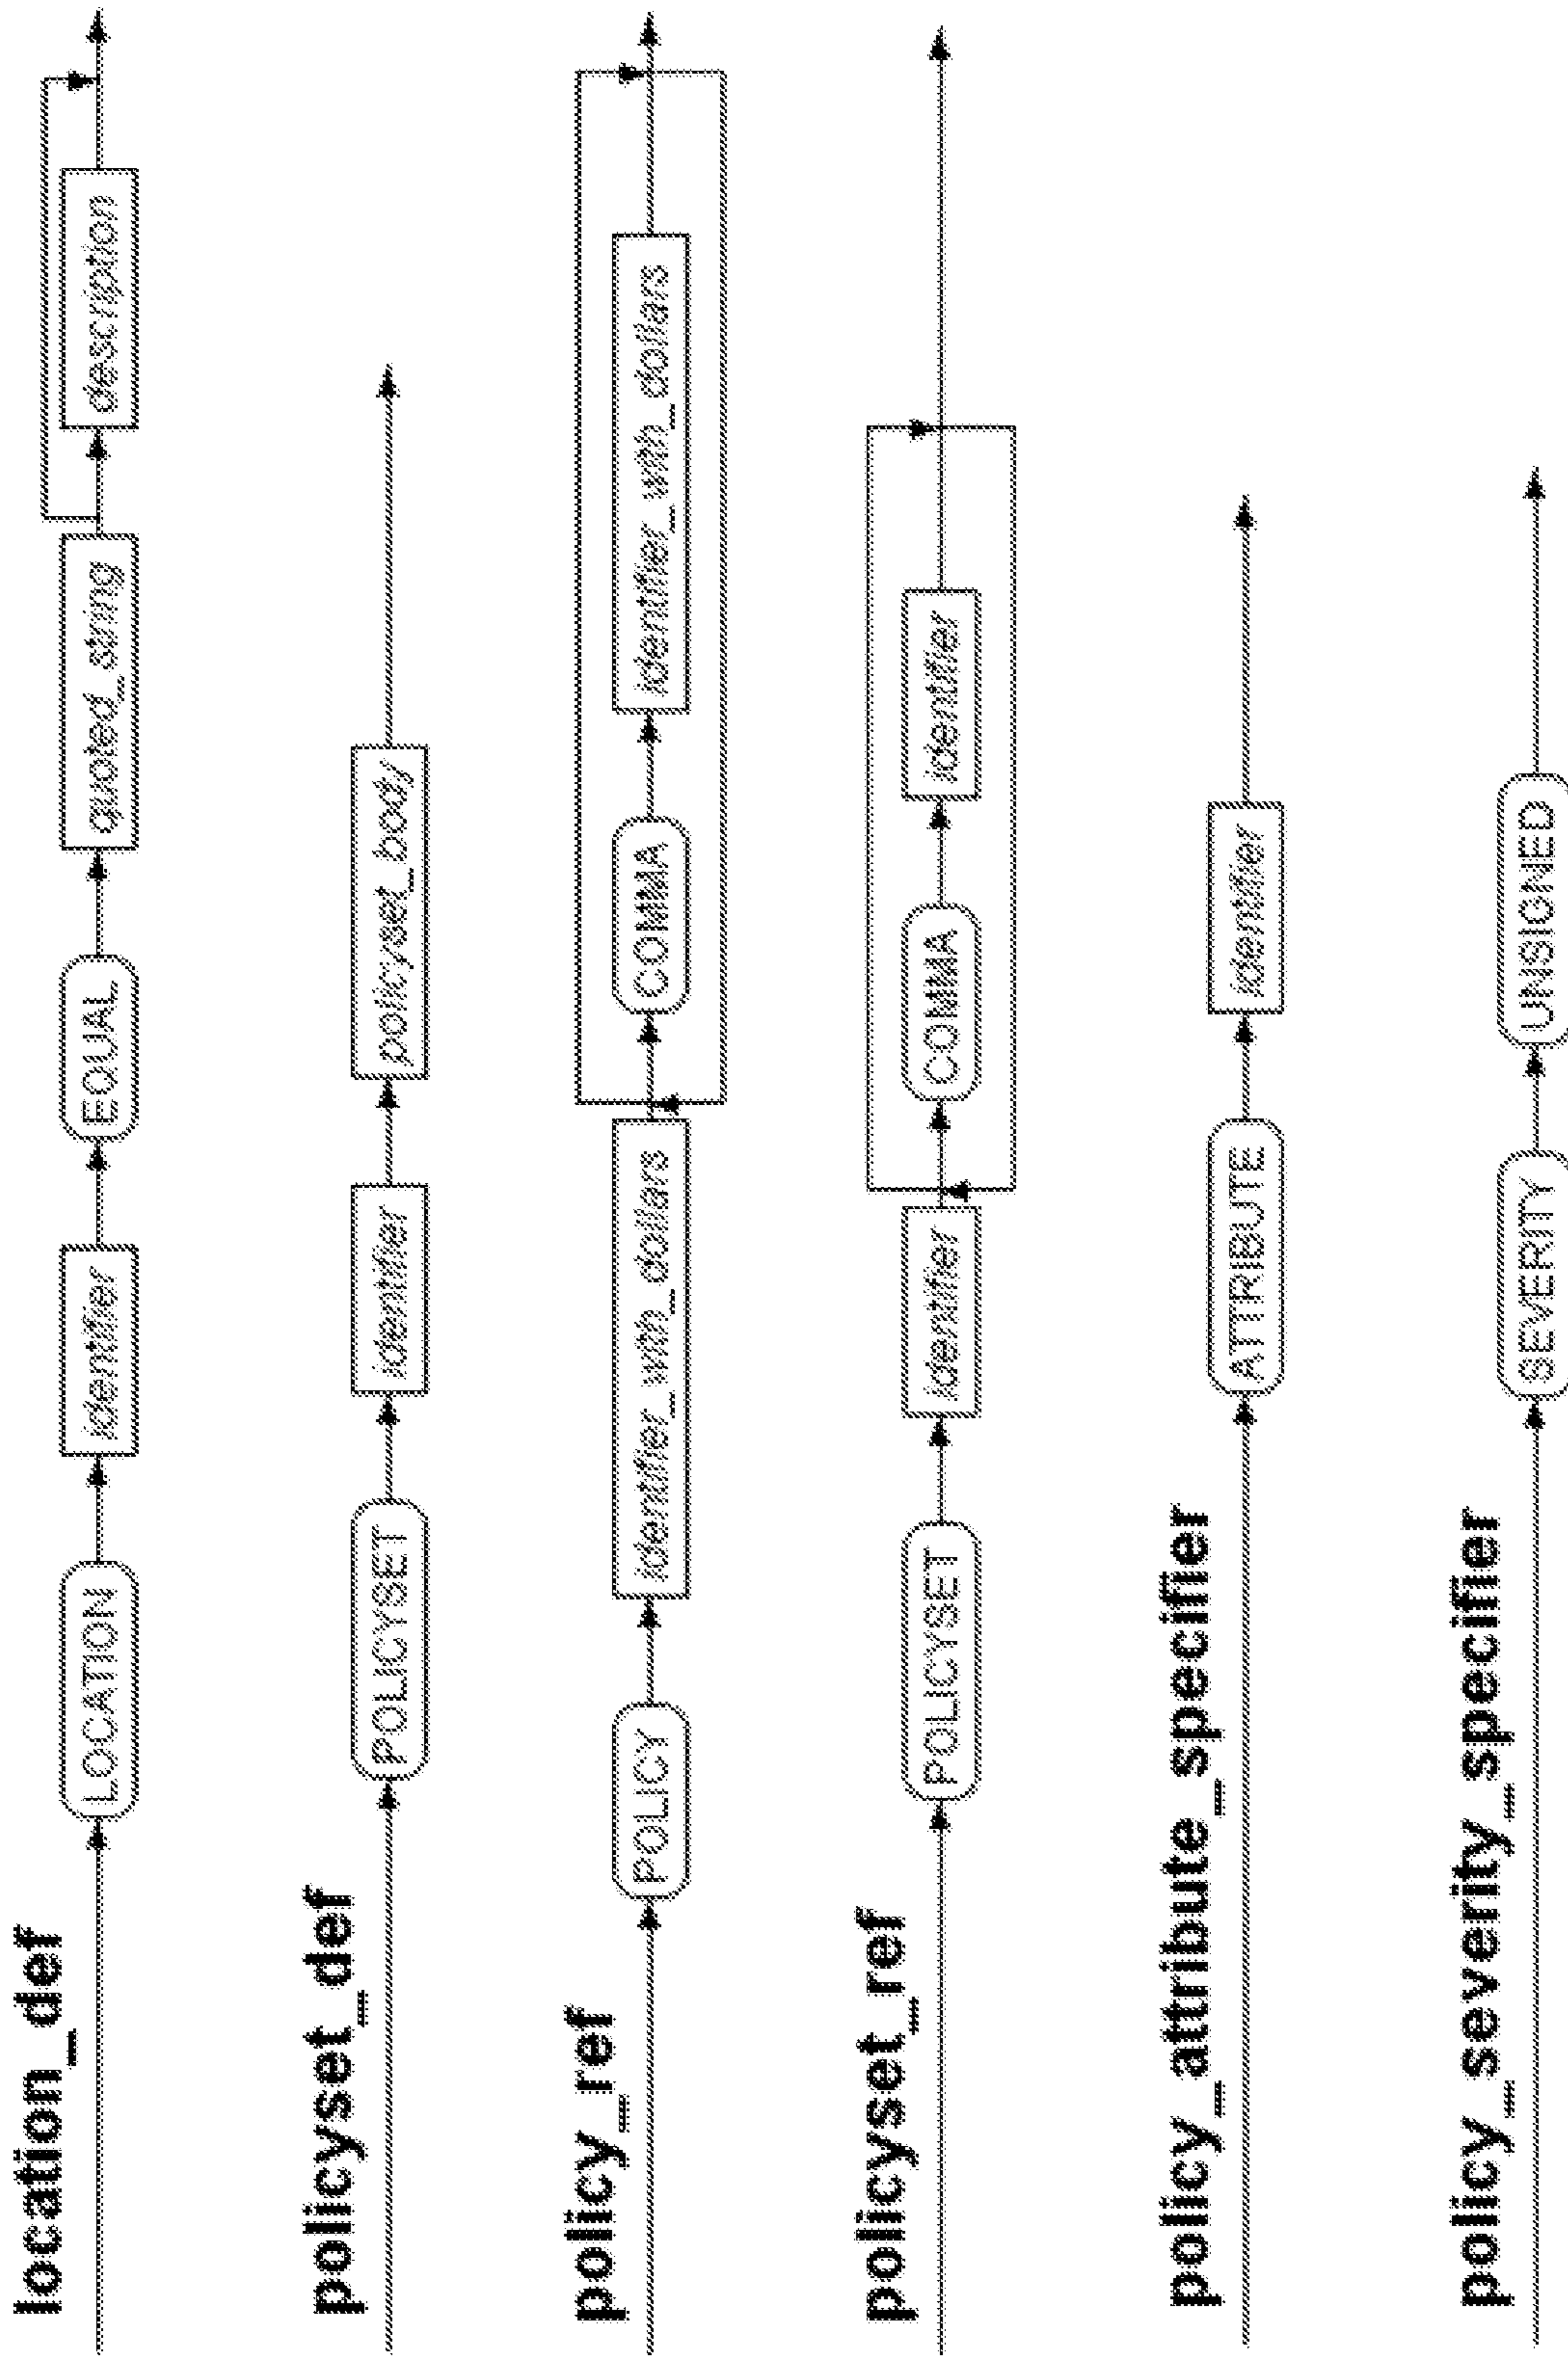 location_def
LOCATION identifier EQUAL quoted_string description
policyset_def
POLICYSET identifier policyset_body
policy_ref
POLICY identifier_with_dollars COMMA identifier_with_dollars
policyset_ref
POLICYSET identifier COMMA identifier
policy_attribute_specifier
ATTRIBUTE identifier
policy_severity_specifier
SEVERITY UNSIGNED